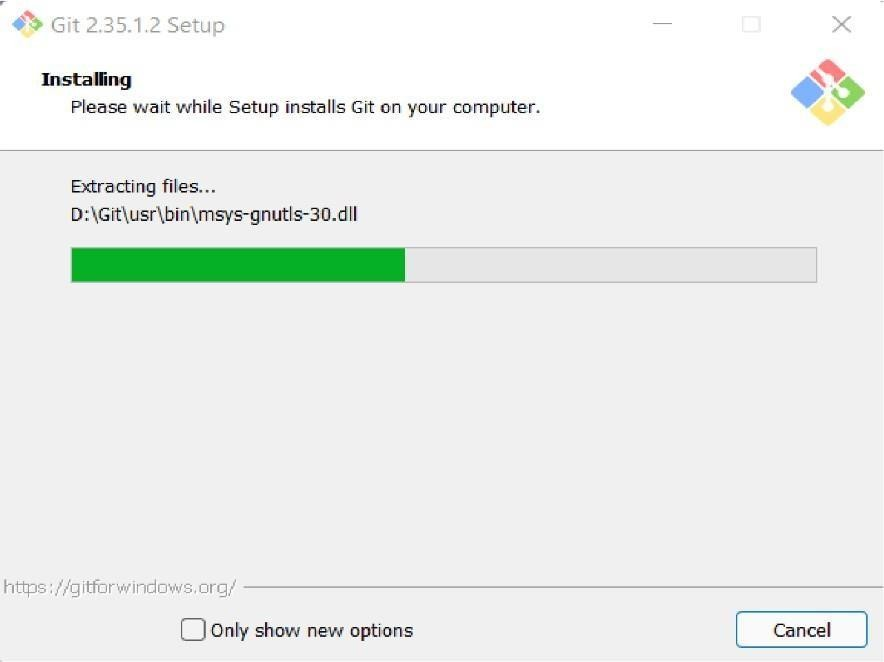 Git 2.35.1.2 Setup
Installing
Please wait while Setup installs Git on your computer.
Extracting files...
D:\Git\usr\bin\msys-gnutls-30.dll
https://gitforwindows.org/
Only show new options
Cancel